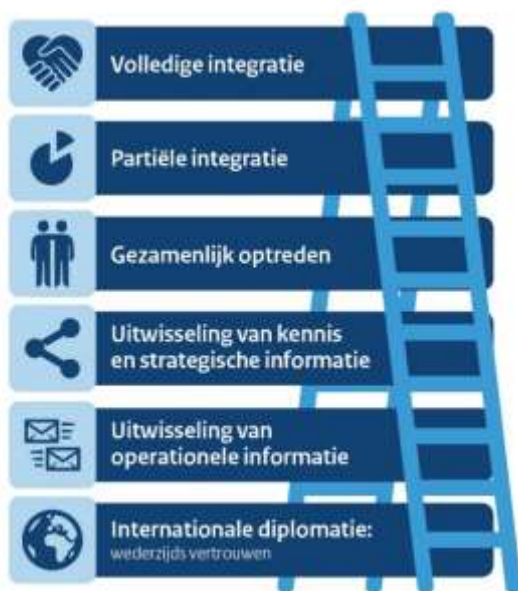 Volledige integratie
Partiële integratie
Gezamenlijk optreden
Uitwisseling van kennis
en strategische informatie
Uitwisseling van
operationele informatie
Internationale diplomatie:
wederzijds vertrouwen